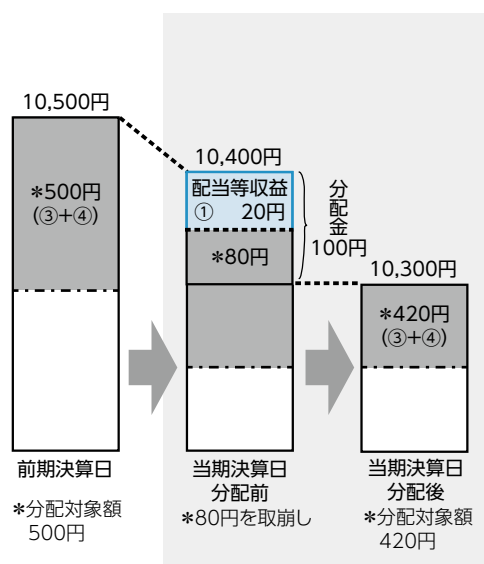 10,500円
＊500円
(③+④)
前期決算日
＊分配対象額
500円
10,400円
配当等収益
① 20円
＊80円
分配金
100円
当期決算日
分配前
＊80円を取崩し
10,300円
＊420円
(③+④)
当期決算日
分配後
＊分配対象額
420円